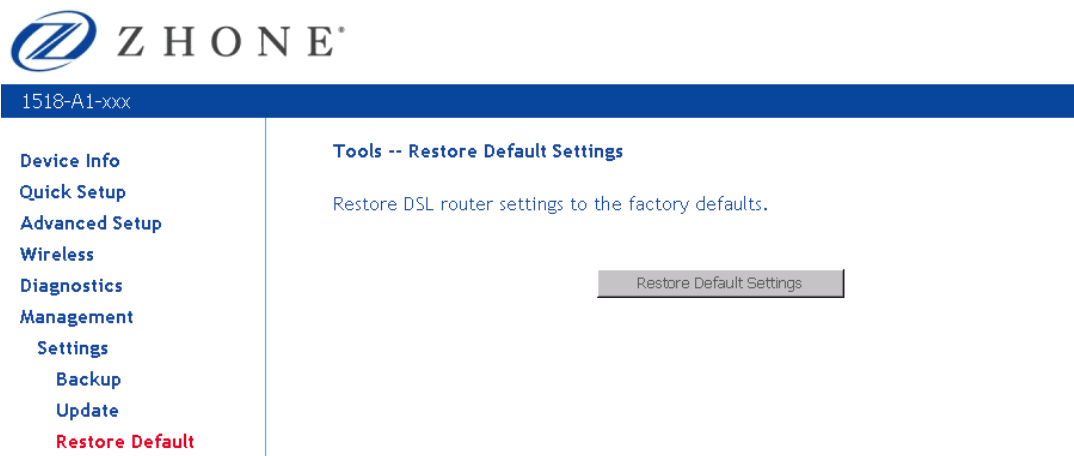 ZHONE®
1518-A1-xxx
Device Info
Quick Setup
Advanced Setup
Wireless
Diagnostics
Management
Settings
Backup
Update
Restore Default
Tools -- Restore Default Settings
Restore DSL router settings to the factory defaults.
Restore Default Settings